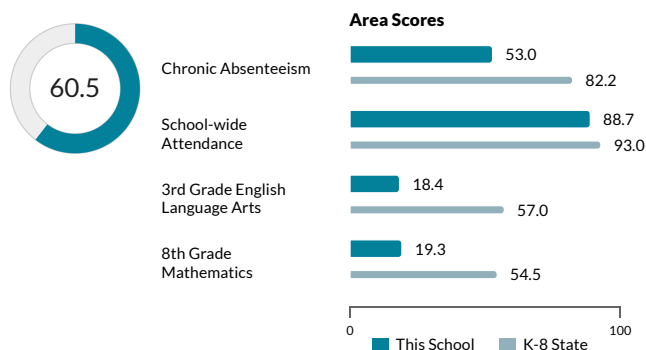 60.5
Area Scores
Chronic Absenteeism
53.0
82.2
School-wide
Attendance
88.7
93.0
3rd Grade English
Language Arts
18.4
57.0
8th Grade
Mathematics
19.3
54.5
0
100
This School
K-8 State